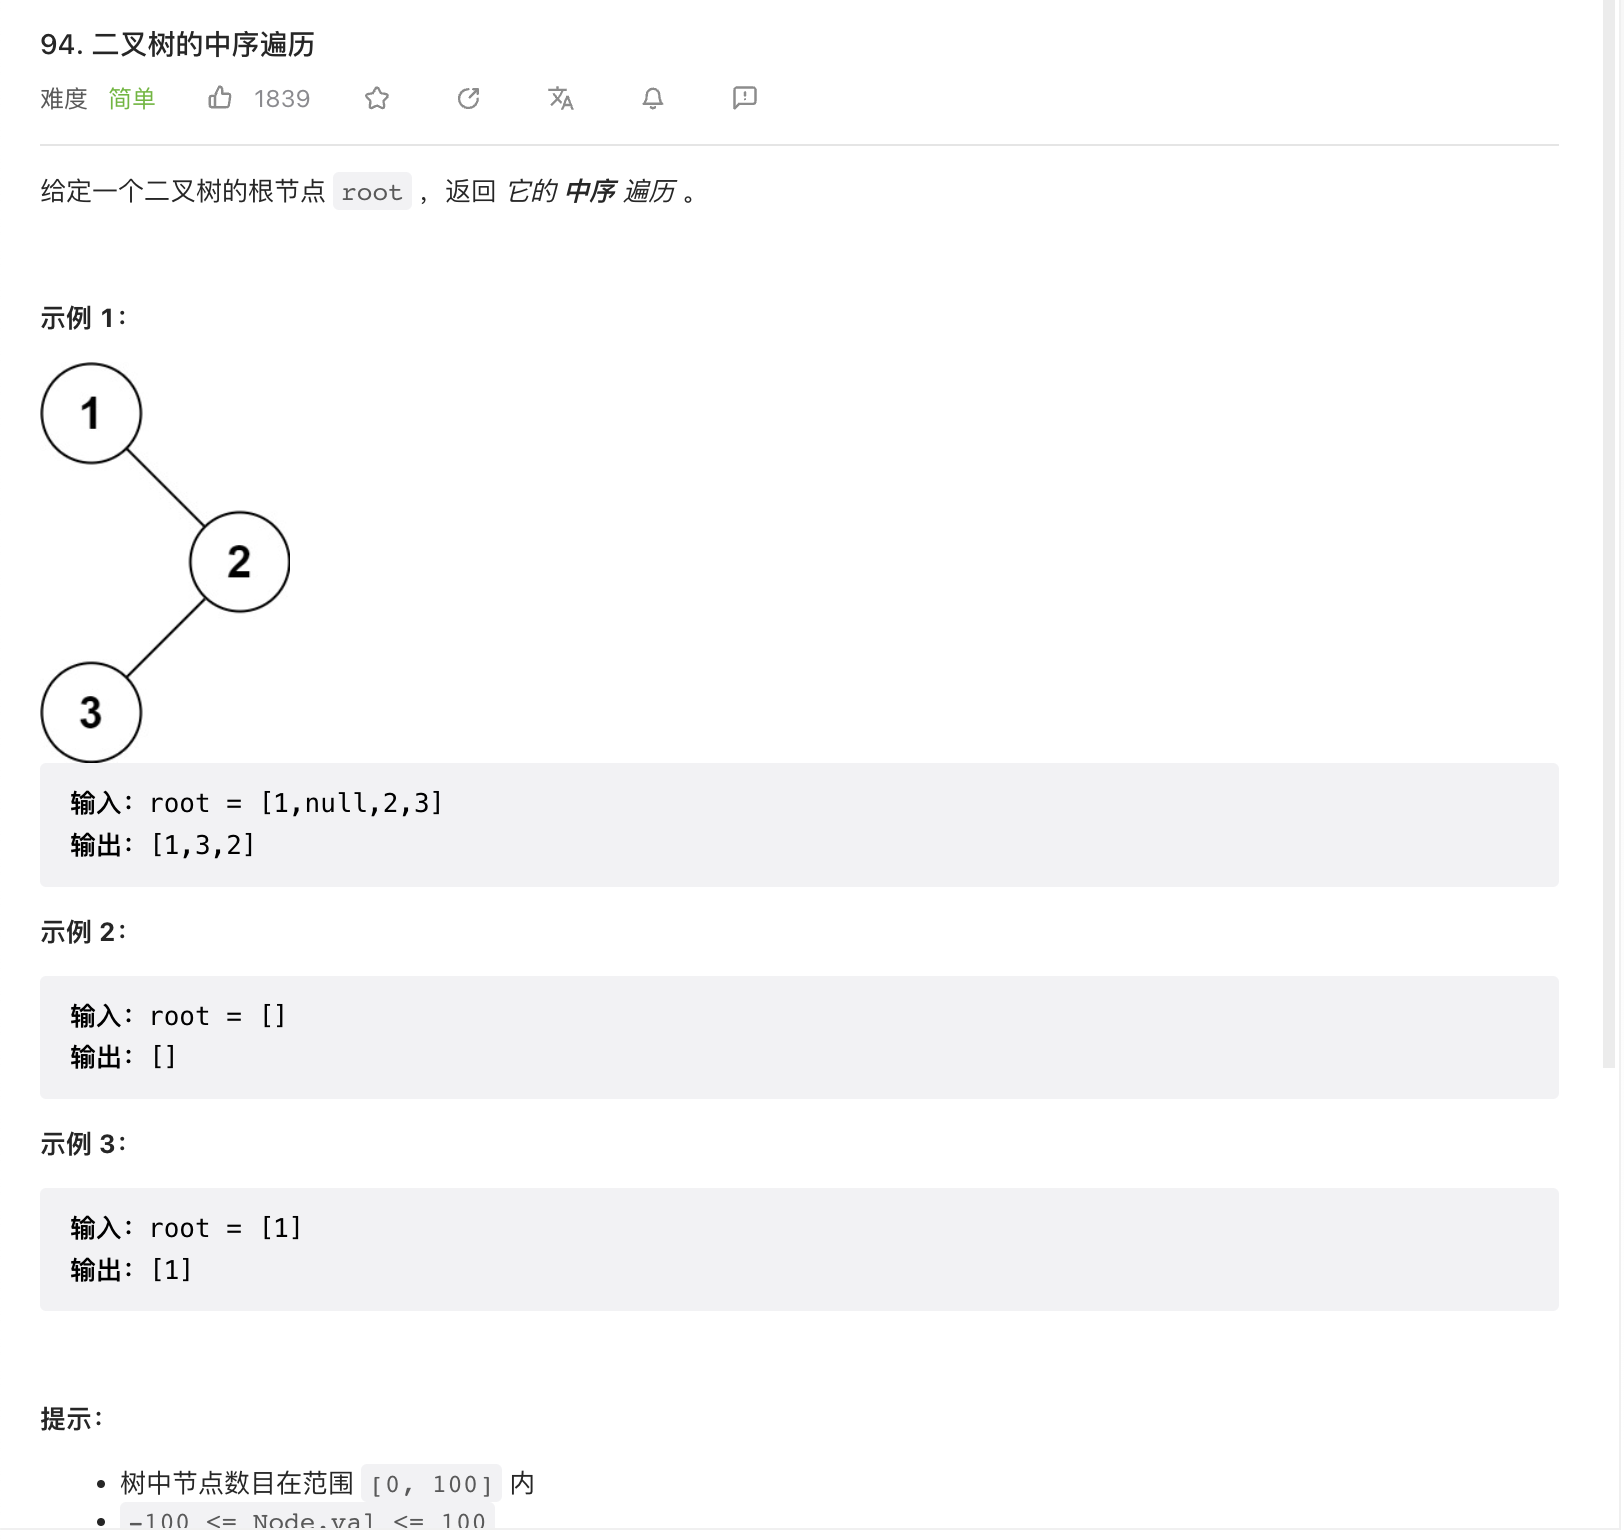 94. 二叉树的中序遍历
难度 简单 1839
给定一个二叉树的根节点 root ，返回 它的 中序 遍历 。
示例 1：
1
2
3
输入：root = [1,null,2,3]
输出：[1,3,2]
示例 2：
输入：root = []
输出：[]
示例 3：
输入：root = [1]
输出：[1]
提示：
• 树中节点数目在范围 [0, 100] 内
• -100 <= Node.val <= 100